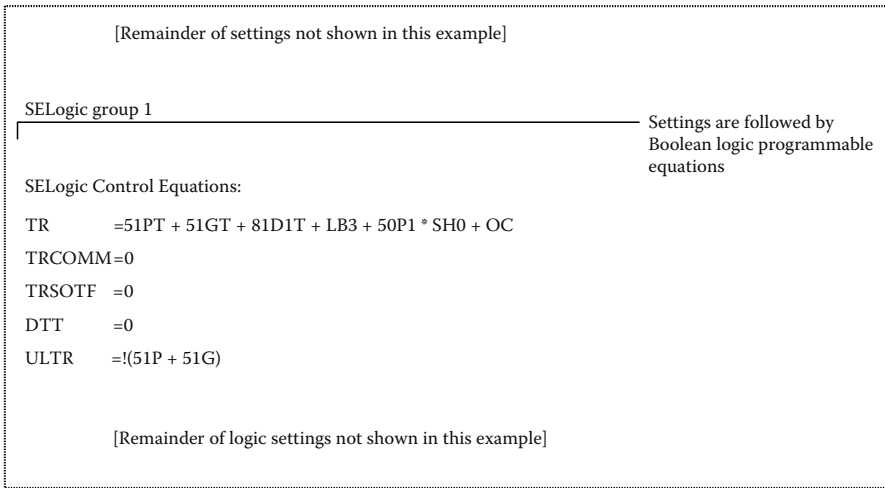 [Remainder of settings not shown in this example]
SELogic group 1
Settings are followed by
Boolean logic programmable
equations
SELogic Control Equations:
TR =51PT + 51GT + 81D1T + LB3 + 50P1 * SH0 + OC
TRCOMM=0
TRSOTF =0
DTT =0
ULTR =!(51P + 51G)
[Remainder of logic settings not shown in this example]